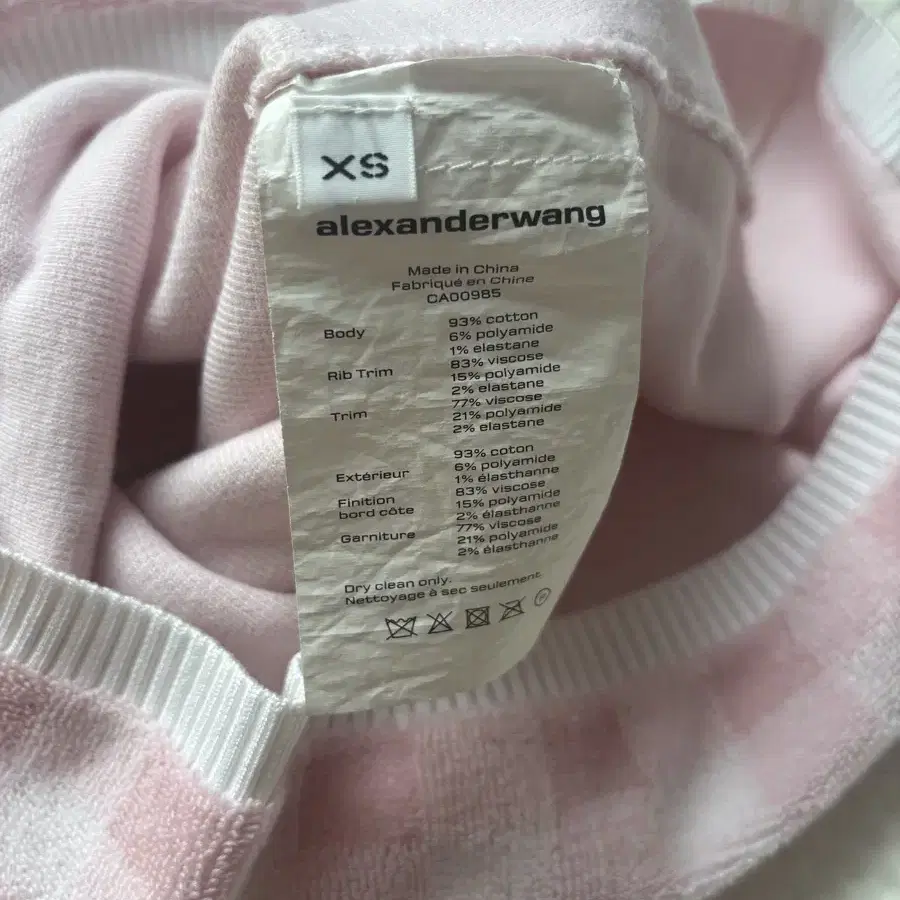 XS
alexanderwang
Made in China
Fabriqué en Chine
CA00985
Body 93% cotton
6% polyamide
1% elastane
Rib Trim 83% viscose
15% polyamide
2% elastane
Trim 77% viscose
21% polyamide
2% elastane
Extérieur 93% coton
6% polyamide
1% élasthanne
Finition bord côte 83% viscose
15% polyamide
2% élasthanne
Garniture 77% viscose
21% polyamide
2% élasthanne
Dry clean only.
Nettoyage à sec seulement.